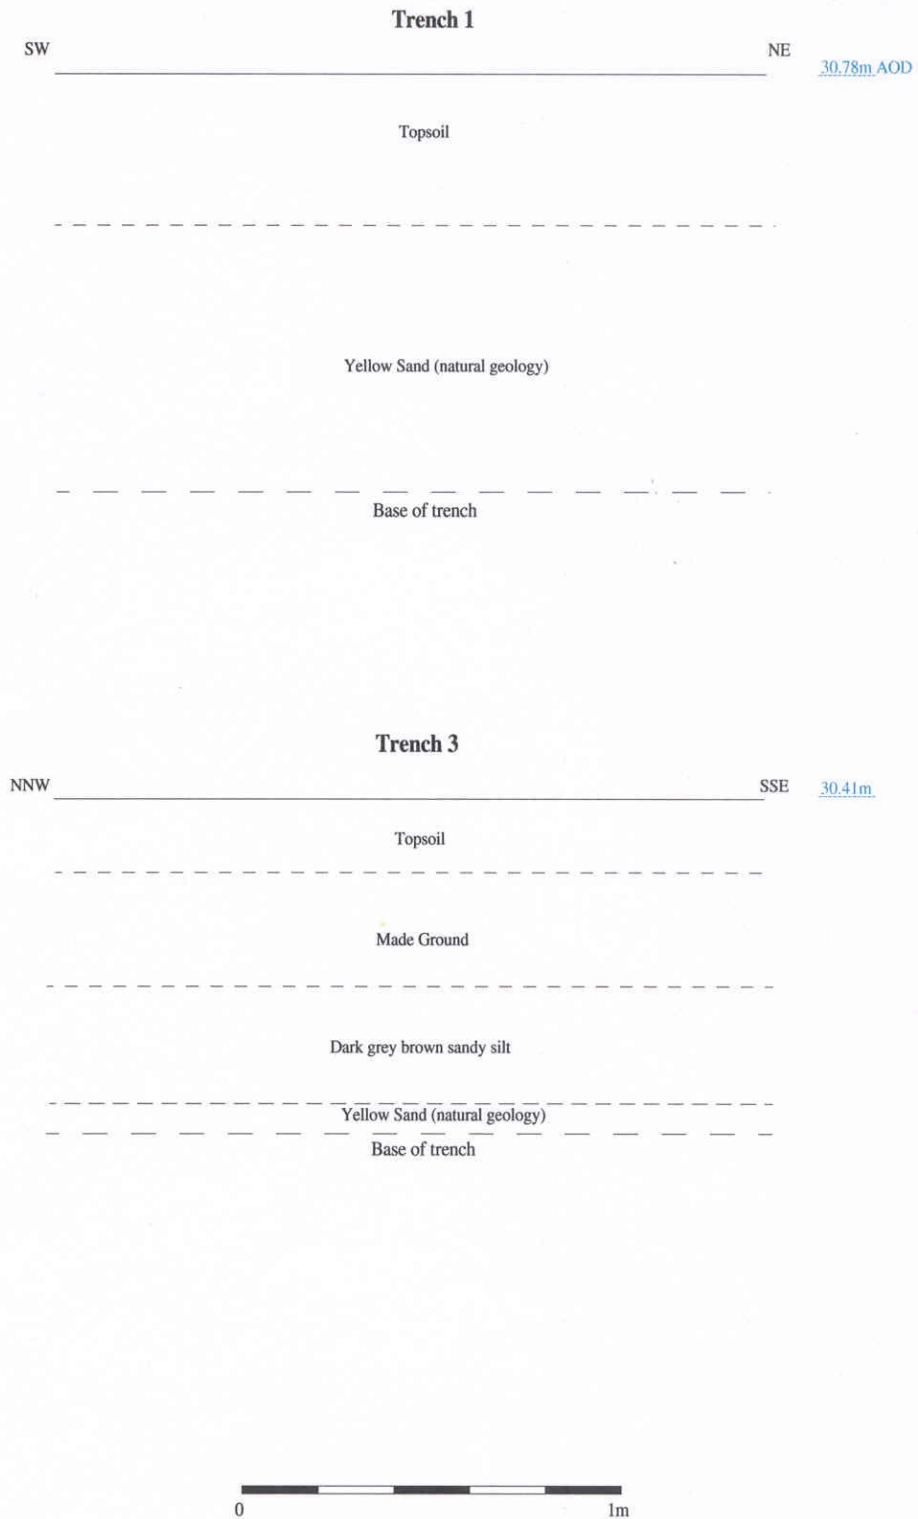 Trench 1
SW
NE
30.78m AOD
Topsoil
Yellow Sand (natural geology)
Base of trench
Trench 3
NNW
SSE
30.41m
Topsoil
Made Ground
Dark grey brown sandy silt
Yellow Sand (natural geology)
Base of trench
0
1m